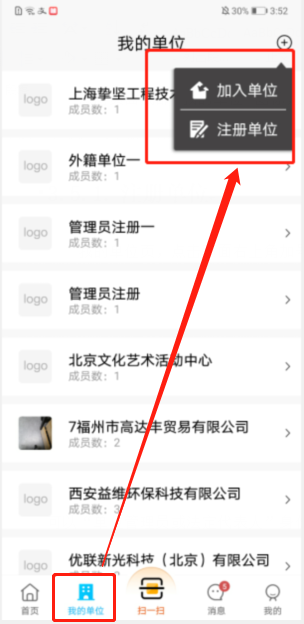 30% 3:52
我的单位
加入单位
注册单位
logo
上海挚坚工程技
成员数：1
logo
外籍单位一
成员数：1
logo
管理员注册一
成员数：1
logo
管理员注册
成员数：1
logo
北京文化艺术活动中心
成员数：1
7福州市高达丰贸易有限公司
成员数：2
logo
西安益维环保科技有限公司
成员数：3
logo
优联新光科技（北京）有限公司
首页
我的单位
扫一扫
5
消息
我的